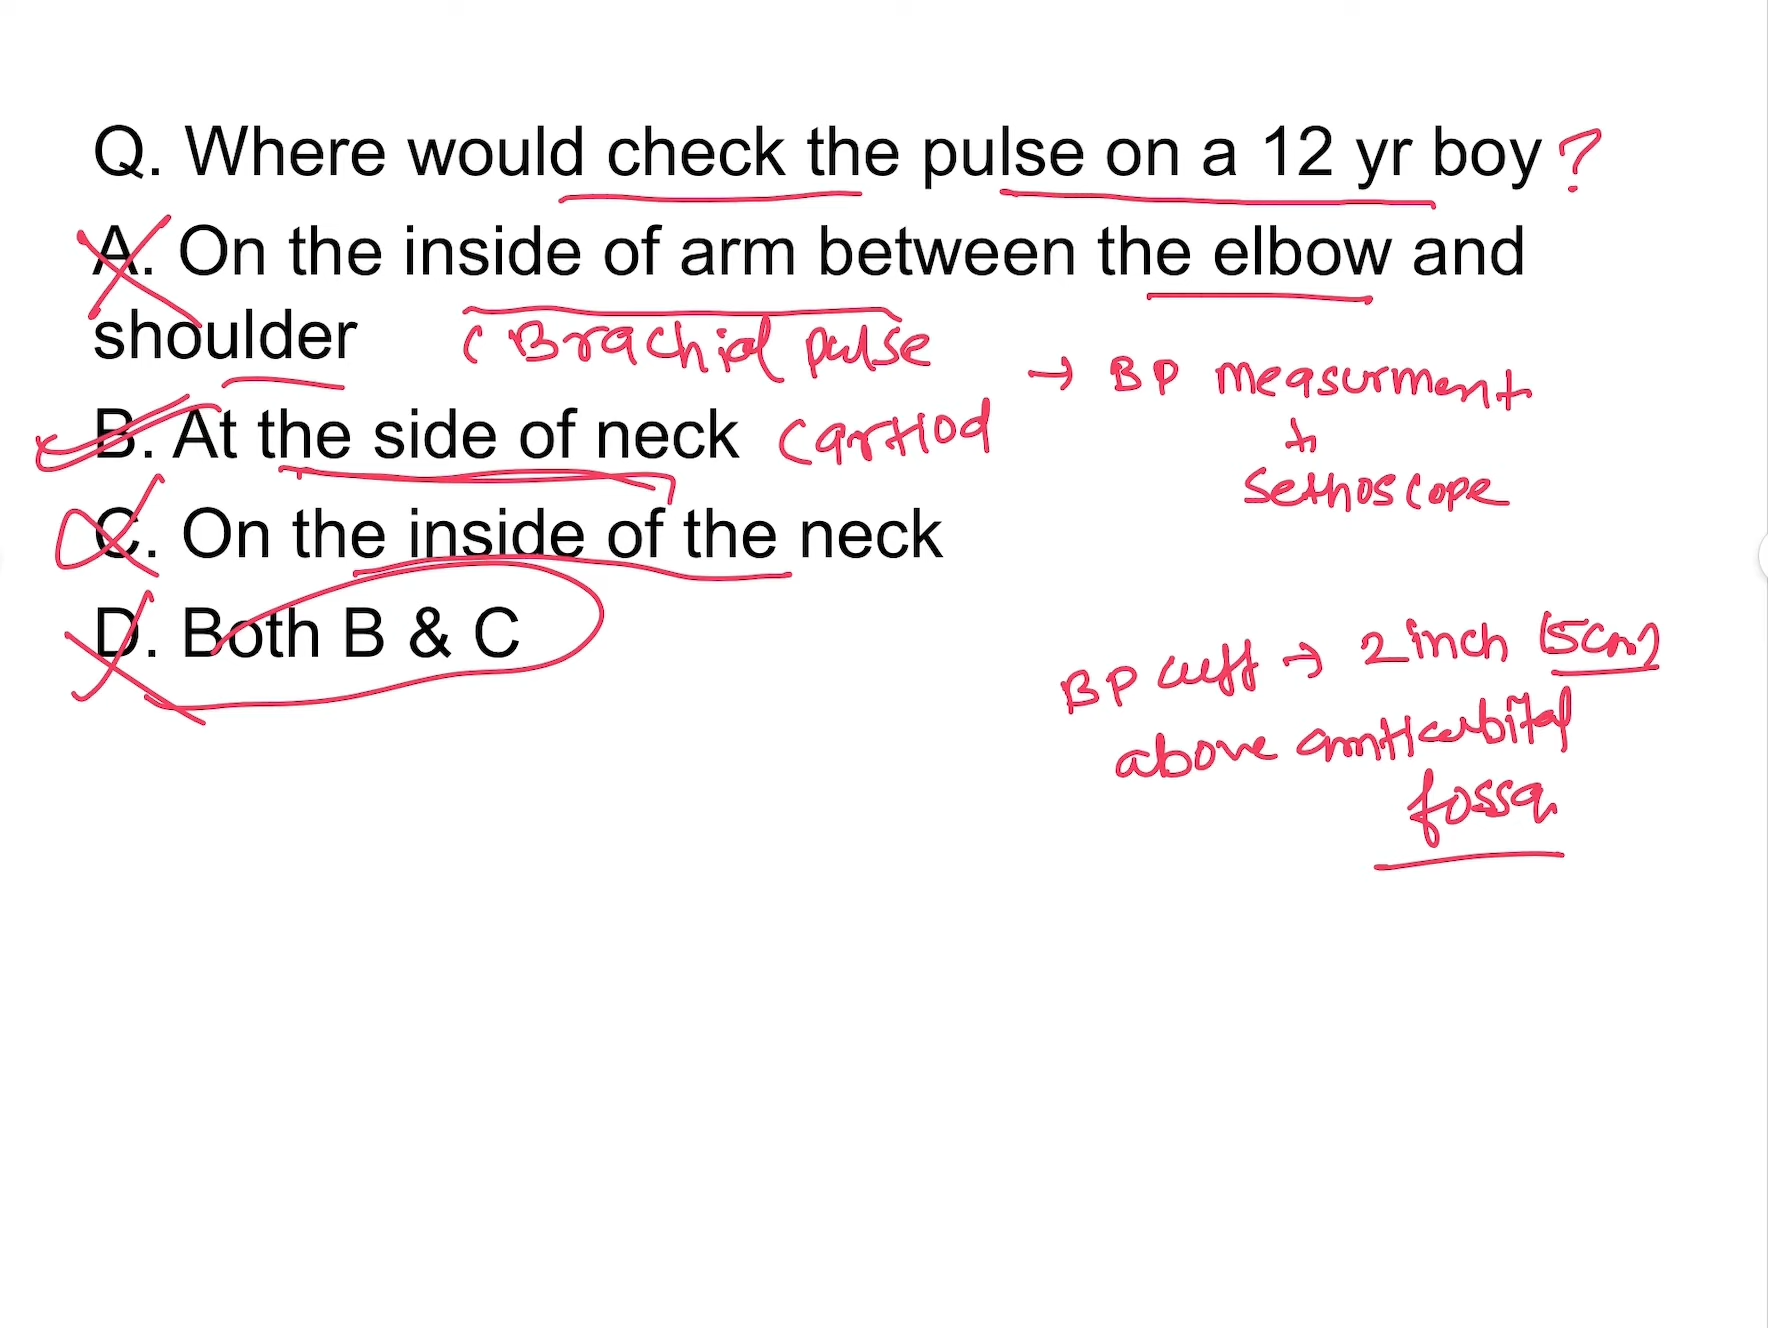 Q. Where would check the pulse on a 12 yr boy ?
A. On the inside of arm between the elbow and
shoulder ( Brachial pulse
→ BP measurment
Sethoscope
B. At the side of neck
C. On the inside of the neck
D. Both B & C
BP cuff → 2 inch (5cm)
above
fossa